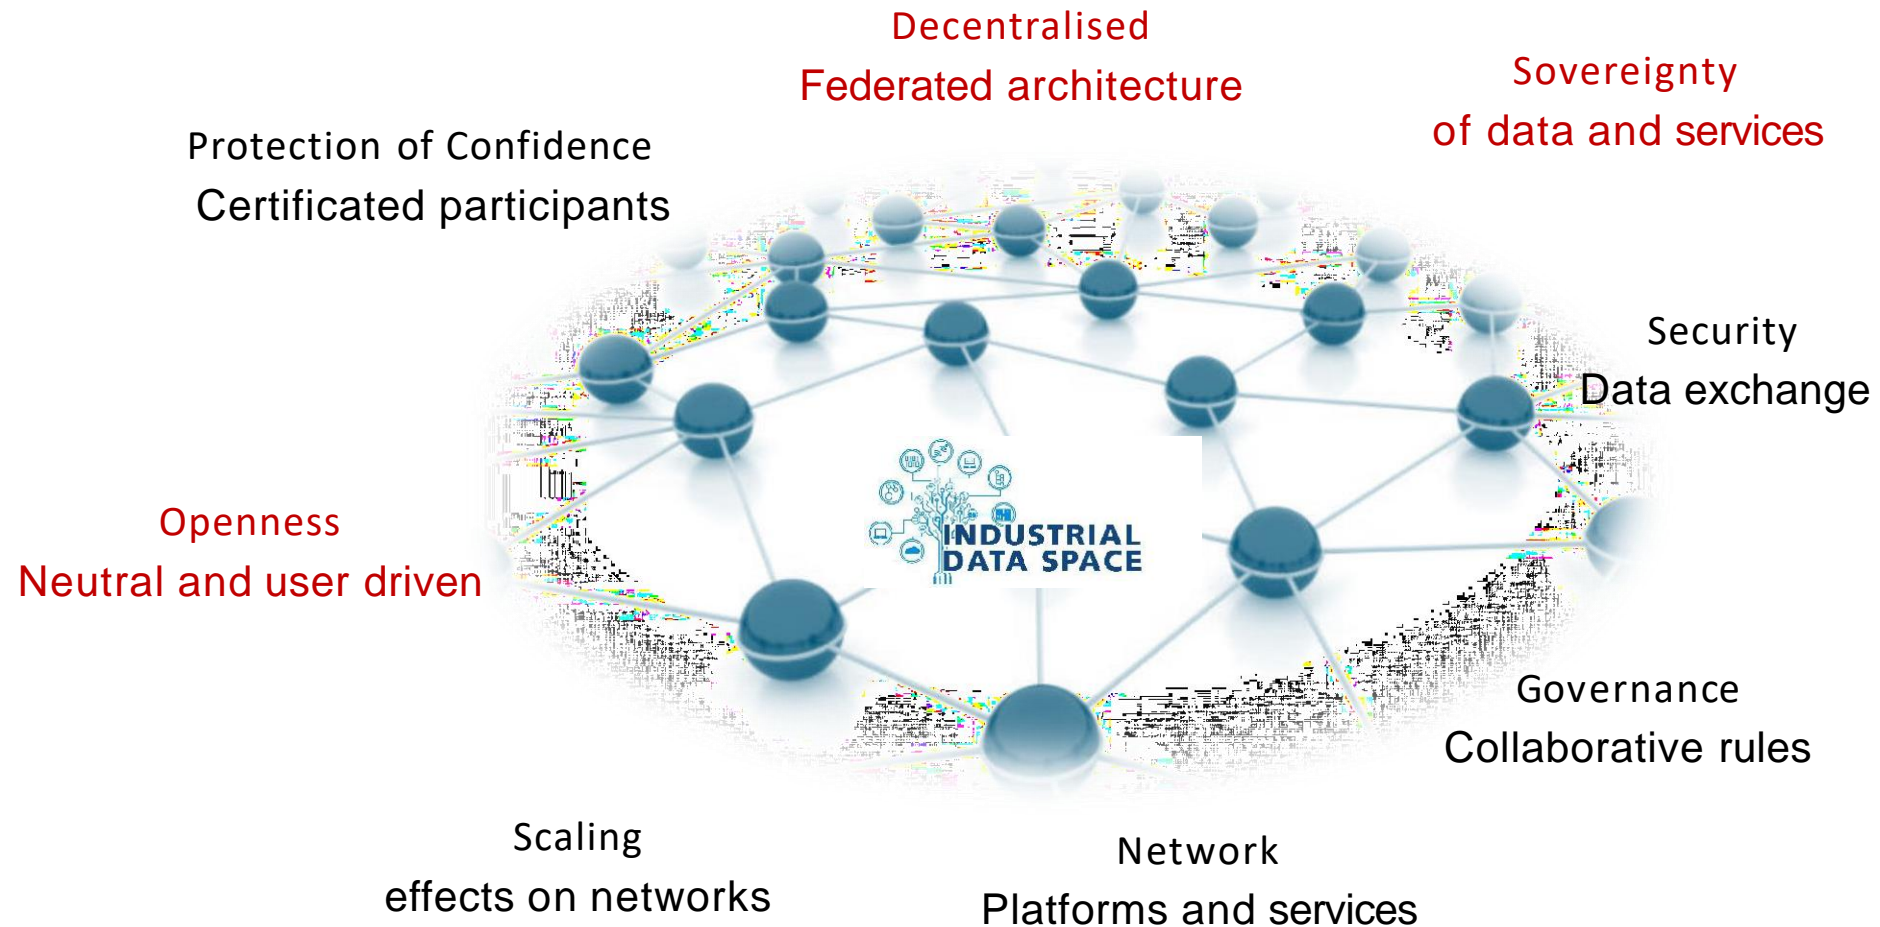 Decentralised
Federated architecture
Sovereignty
of data and services
Protection of Confidence
Certificated participants
Security
Data exchange
INDUSTRIAL
DATA SPACE
Openness
Neutral and user driven
Governance
Collaborative rules
Scaling
effects on networks
Network
Platforms and services